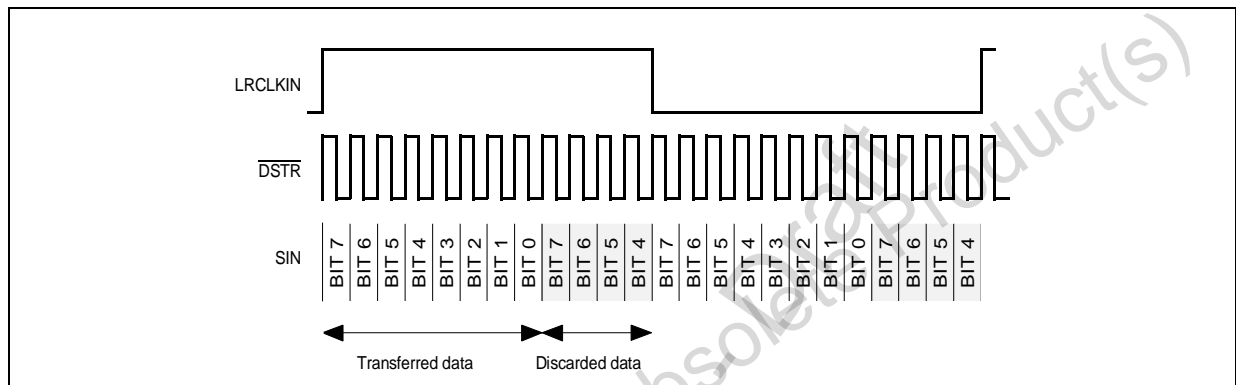 LRCLKIN
DSTR
SIN
BIT 7 BIT 6 BIT 5 BIT 4 BIT 3 BIT 2 BIT 1 BIT 0 BIT 7 BIT 6 BIT 5 BIT 4 BIT 7 BIT 6 BIT 5 BIT 4 BIT 3 BIT 2 BIT 1 BIT 0 BIT 7 BIT 6 BIT 5 BIT 4
Transferred data Discarded data
Draft
bsolete Product(s)